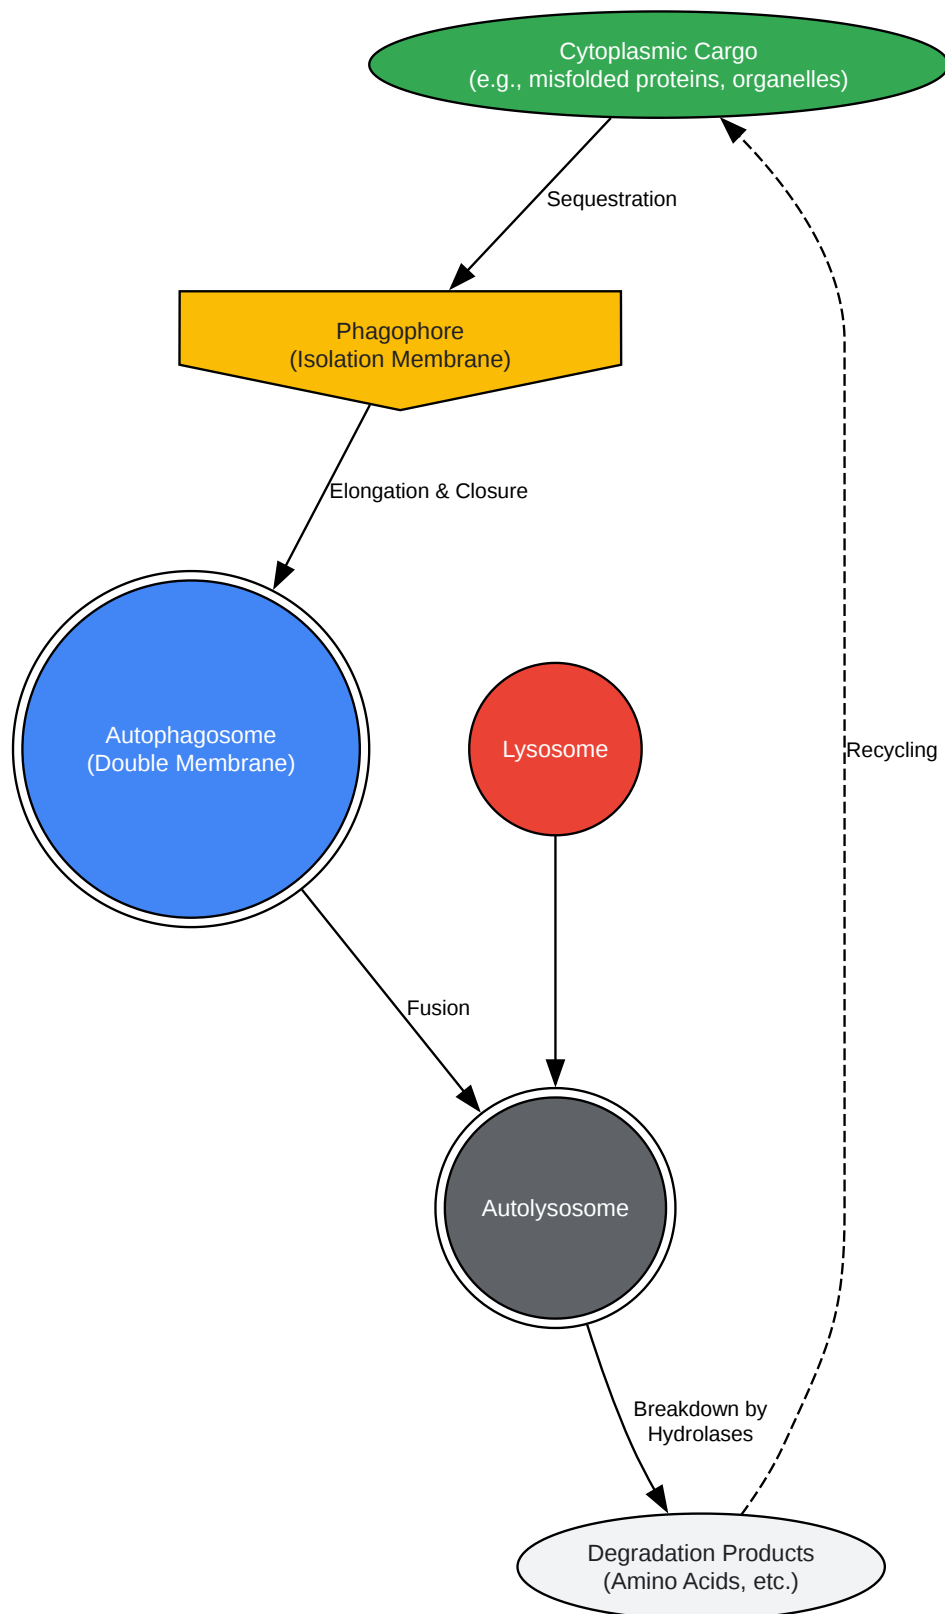 Cytoplasmic Cargo
(e.g., misfolded proteins, organelles)
Sequestration
Phagophore
(Isolation Membrane)
Elongation & Closure
Autophagosome
(Double Membrane)
Lysosome
Recycling
Fusion
Autolysosome
Breakdown by
Hydrolases
Degradation Products
(Amino Acids, etc.)